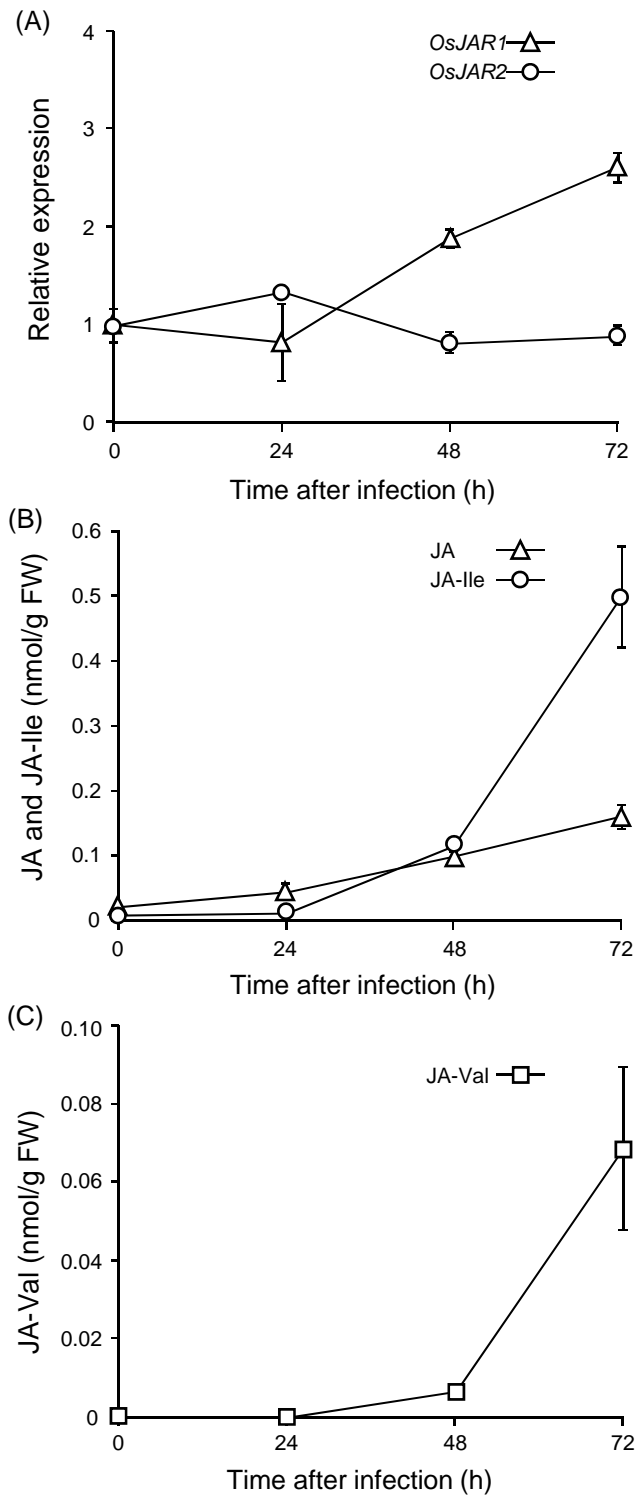 (A)
4
3
2
1
0
Relative expression
OsJAR1
OsJAR2
0 24 48 72
Time after infection (h)
(B)
0.6
0.5
0.4
0.3
0.2
0.1
0
JA and JA-Ile (nmol/g FW)
JA
JA-Ile
0 24 48 72
Time after infection (h)
(C)
0.10
0.08
0.06
0.04
0.02
0
JA-Val (nmol/g FW)
JA-Val
0 24 48 72
Time after infection (h)